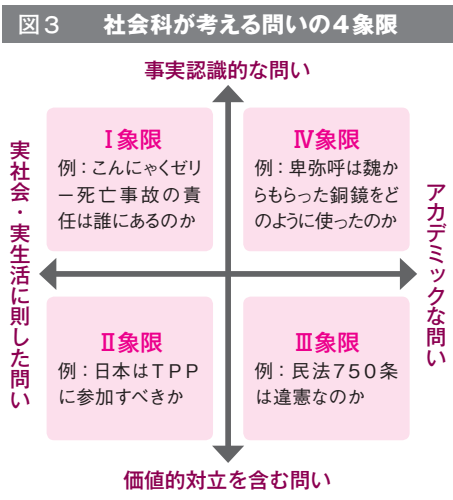 図3 社会科が考える問いの4象限
事実認識的な問い
実社会・実生活に則した問い
Ⅰ象限
例：こんにゃくゼリ
ー死亡事故の責
任は誰にあるのか
Ⅳ象限
例：卑弥呼は魏か
らもらった銅鏡をど
のように使ったのか
アカデミックな問い
Ⅱ象限
例：日本はTPP
に参加すべきか
Ⅲ象限
例：民法750条
は違憲なのか
価値的対立を含む問い